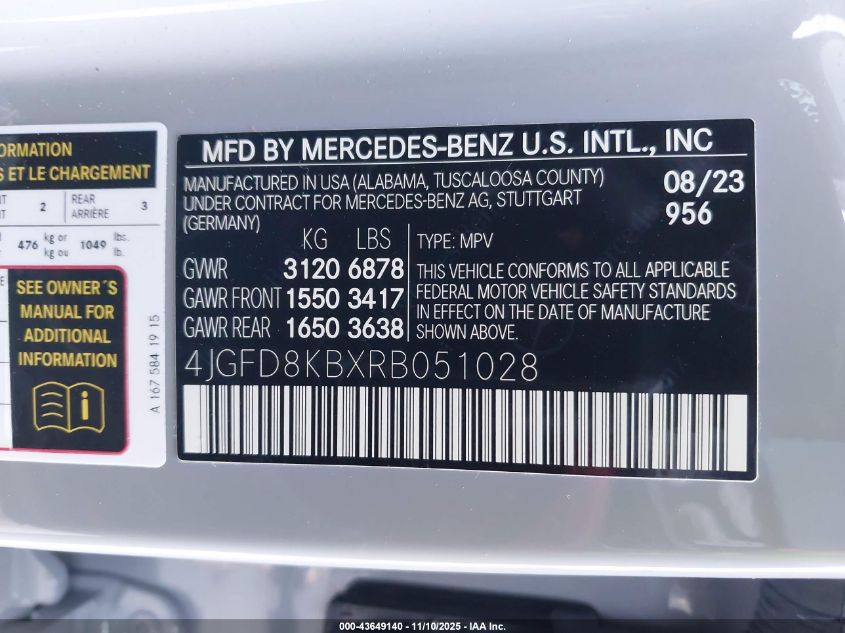 ORMATION
S ET LE CHARGEMENT
2 REAR ARRIÈRE 3
476 kg or kg ou 1049 lbs. lb.
SEE OWNER´S
MANUAL FOR
ADDITIONAL
INFORMATION
A 167 584 19 15
MFD BY MERCEDES-BENZ U.S. INTL., INC
MANUFACTURED IN USA (ALABAMA, TUSCALOOSA COUNTY)
UNDER CONTRACT FOR MERCEDES-BENZ AG, STUTTGART
(GERMANY)
08/23
956
KG LBS
GVWR 3120 6878
GAWR FRONT 1550 3417
GAWR REAR 1650 3638
TYPE: MPV
THIS VEHICLE CONFORMS TO ALL APPLICABLE
FEDERAL MOTOR VEHICLE SAFETY STANDARDS
IN EFFECT ON THE DATE OF MANUFACTURE
SHOWN ABOVE.
4JGFD8KBXRB051028
000-43649140 - 11/10/2025 - IAA Inc.